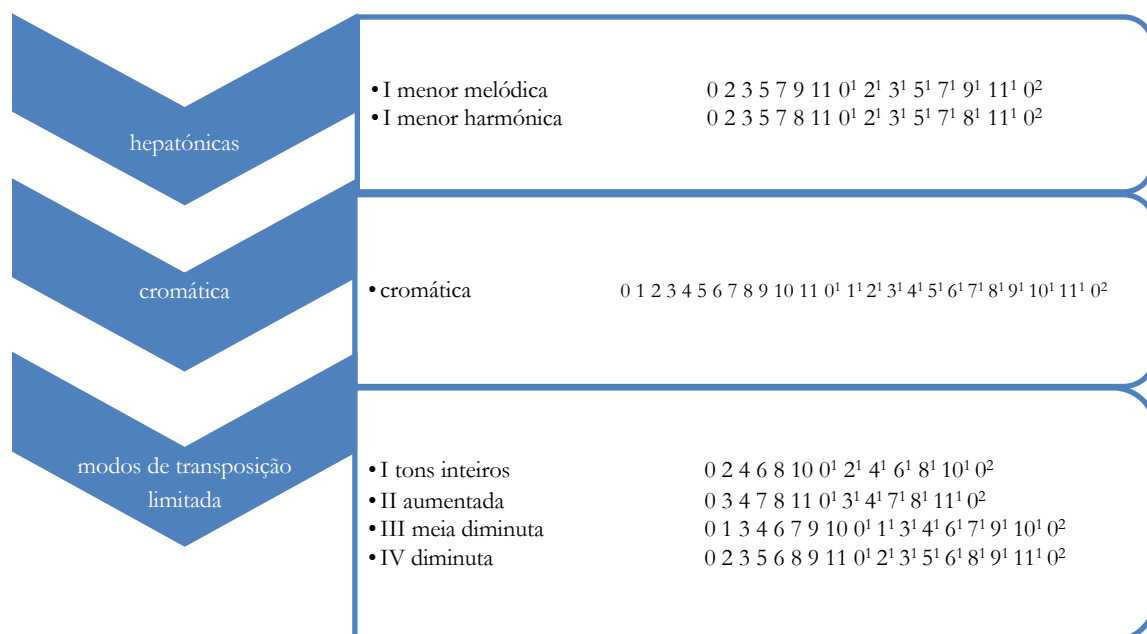 hepatónicas
• I menor melódica 0 2 3 5 7 9 11 0¹ 2¹ 3¹ 5¹ 7¹ 9¹ 11¹ 0²
• I menor harmónica 0 2 3 5 7 8 11 0¹ 2¹ 3¹ 5¹ 7¹ 8¹ 11¹ 0²
cromática
• cromática 0 1 2 3 4 5 6 7 8 9 10 11 0¹ 1¹ 2¹ 3¹ 4¹ 5¹ 6¹ 7¹ 8¹ 9¹ 10¹ 11¹ 0²
modos de transposição
limitada
• I tons inteiros 0 2 4 6 8 10 0¹ 2¹ 4¹ 6¹ 8¹ 10¹ 0²
• II aumentada 0 3 4 7 8 11 0¹ 3¹ 4¹ 7¹ 8¹ 11¹ 0²
• III meia diminuta 0 1 3 4 6 7 9 10 0¹ 1¹ 3¹ 4¹ 6¹ 7¹ 9¹ 10¹ 0²
• IV diminuta 0 2 3 5 6 8 9 11 0¹ 2¹ 3¹ 5¹ 6¹ 8¹ 9¹ 11¹ 0²